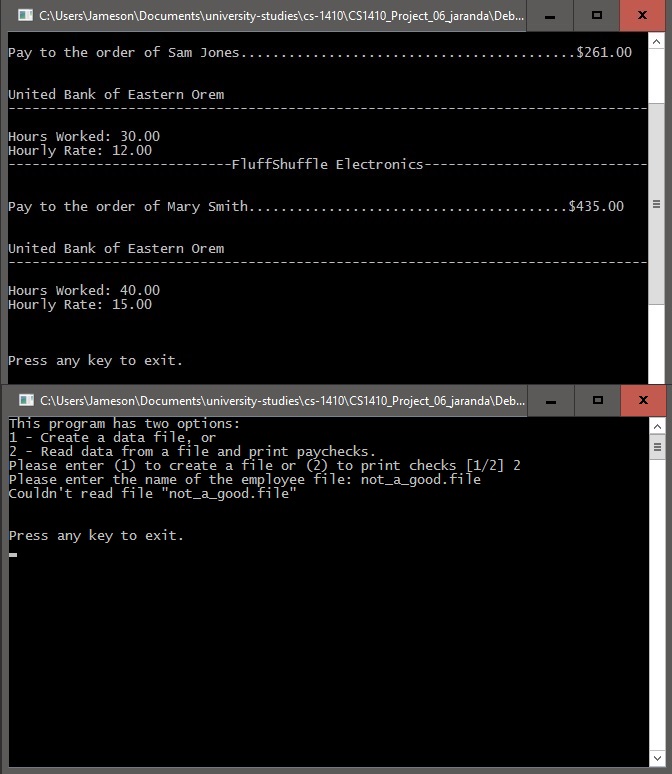 C:\Users\Jameson\Documents\university-studies\cs-1410\CS1410_Project_06_jaranda\Deb...
Pay to the order of Sam Jones..........................................$261.00
United Bank of Eastern Orem
--------------------------------------------------------------------------------
Hours Worked: 30.00
Hourly Rate: 12.00
----------------------------FluffShuffle Electronics----------------------------
Pay to the order of Mary Smith........................................$435.00
United Bank of Eastern Orem
--------------------------------------------------------------------------------
Hours Worked: 40.00
Hourly Rate: 15.00
Press any key to exit.
C:\Users\Jameson\Documents\university-studies\cs-1410\CS1410_Project_06_jaranda\Deb...
This program has two options:
1 - Create a data file, or
2 - Read data from a file and print paychecks.
Please enter (1) to create a file or (2) to print checks [1/2] 2
Please enter the name of the employee file: not_a_good.file
Couldn't read file "not_a_good.file"
Press any key to exit.